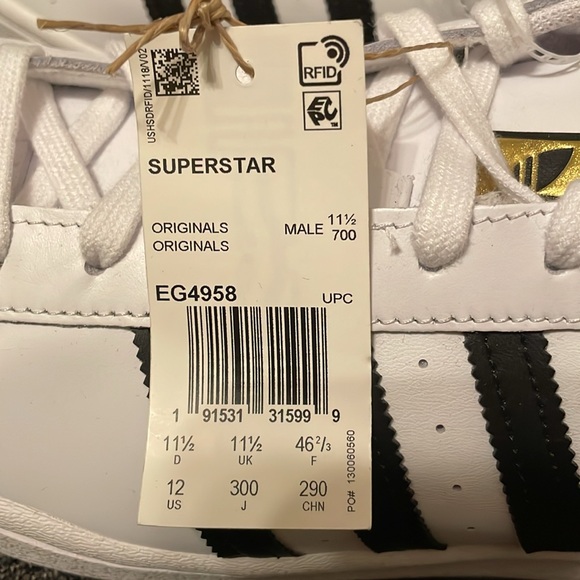 USHSDRFID/1118/V02
RFID
EPC™
SUPERSTAR
ORIGINALS
ORIGINALS
MALE 11½
700
EG4958
UPC
1 91531 31599 9
11½ 11½ 46²/₃
D UK F
12 300 290
US J CHN
PO# 130060560